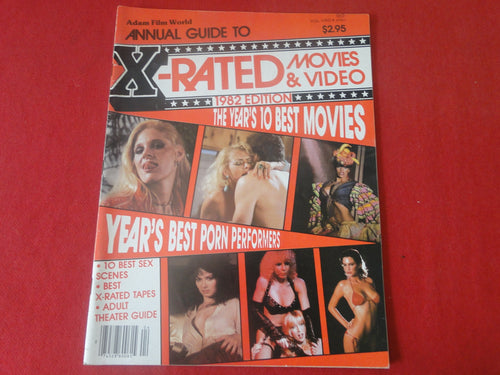 Adam Film World
ANNUAL GUIDE TO
$2.95
X-RATED MOVIES & VIDEO
1982 EDITION
THE YEAR'S 10 BEST MOVIES
YEAR'S BEST PORN PERFORMERS
• 10 BEST SEX
SCENES
• BEST
X-RATED TAPES
• ADULT
THEATER GUIDE